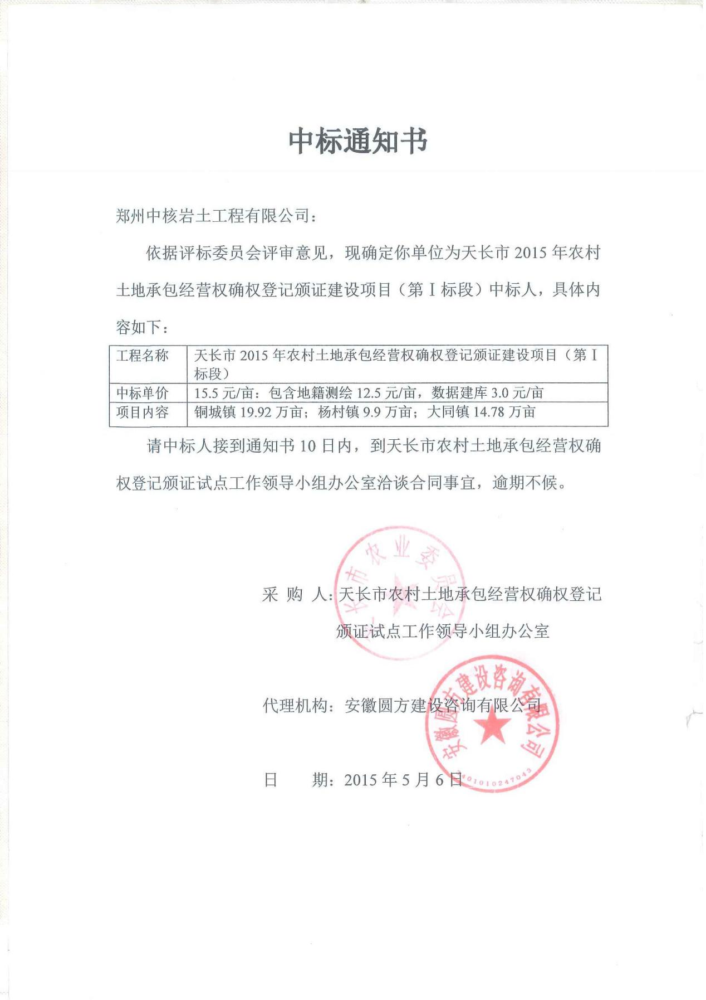 中标通知书
郑州中核岩土工程有限公司：
依据评标委员会评审意见，现确定你单位为天长市 2015 年农村
土地承包经营权确权登记颁证建设项目（第Ⅰ标段）中标人，具体内
容如下：
工程名称
天长市 2015 年农村土地承包经营权确权登记颁证建设项目（第Ⅰ
标段）
中标单价
15.5 元/亩：包含地籍测绘 12.5 元/亩，数据建库 3.0 元/亩
项目内容
铜城镇 19.92 万亩；杨村镇 9.9 万亩；大同镇 14.78 万亩
请中标人接到通知书 10 日内，到天长市农村土地承包经营权确
权登记颁证试点工作领导小组办公室洽谈合同事宜，逾期不候。
天长市农业委员会
采 购 人：天长市农村土地承包经营权确权登记
颁证试点工作领导小组办公室
代理机构：安徽圆方建设咨询有限公司
安徽圆方建设咨询有限公司
3401010247043
日 期：2015 年 5 月 6 日